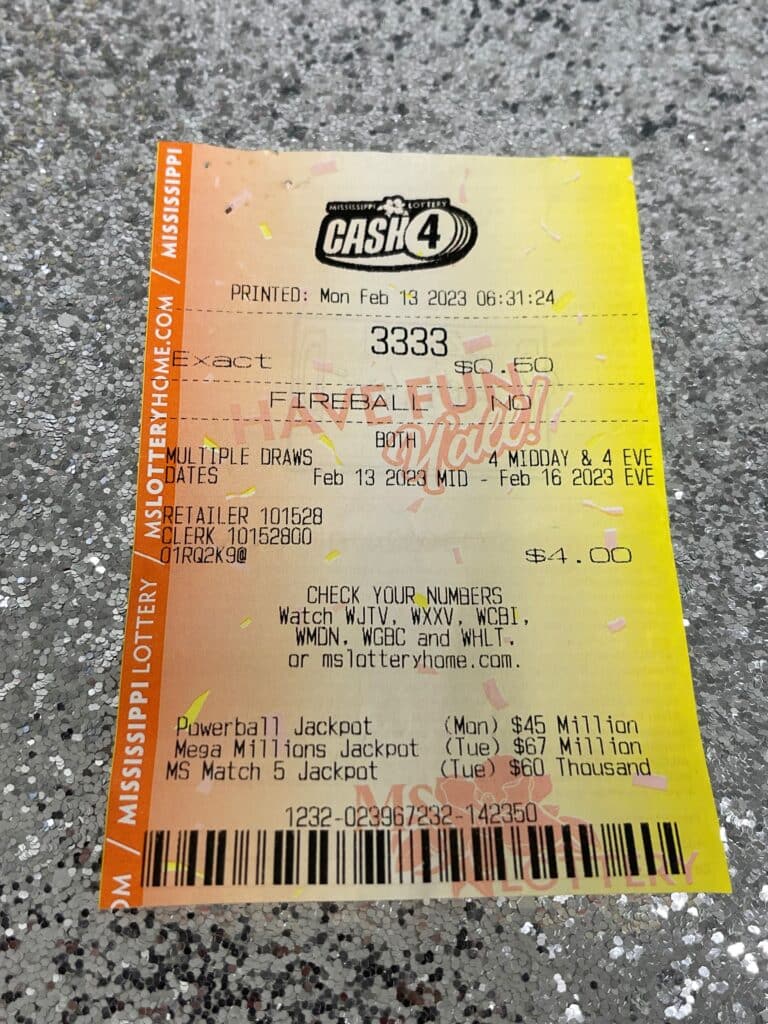 MISSISSIPPI LOTTERY
CASH 4
PRINTED: Mon Feb 13 2023 06:31:24
3333
Exact $0.50
FIREBALL NO
HAVE FUN
Y'all!
BOTH
MULTIPLE DRAWS 4 MIDDAY & 4 EVE
DATES Feb 13 2023 MID - Feb 16 2023 EVE
RETAILER 101528
CLERK 10152800
01RQ2K9@ $4.00
CHECK YOUR NUMBERS
Watch WJTV, WXXV, WCBI,
WMDN, WGBC and WHLT,
or mslotteryhome.com.
Powerball Jackpot (Mon) $45 Million
Mega Millions Jackpot (Tue) $67 Million
MS Match 5 Jackpot (Tue) $60 Thousand
1232-023967232-142350
MS
LOTTERY
OM / MISSISSIPPI LOTTERY / MSLOTTERYHOME.COM / MISSISSIPPI